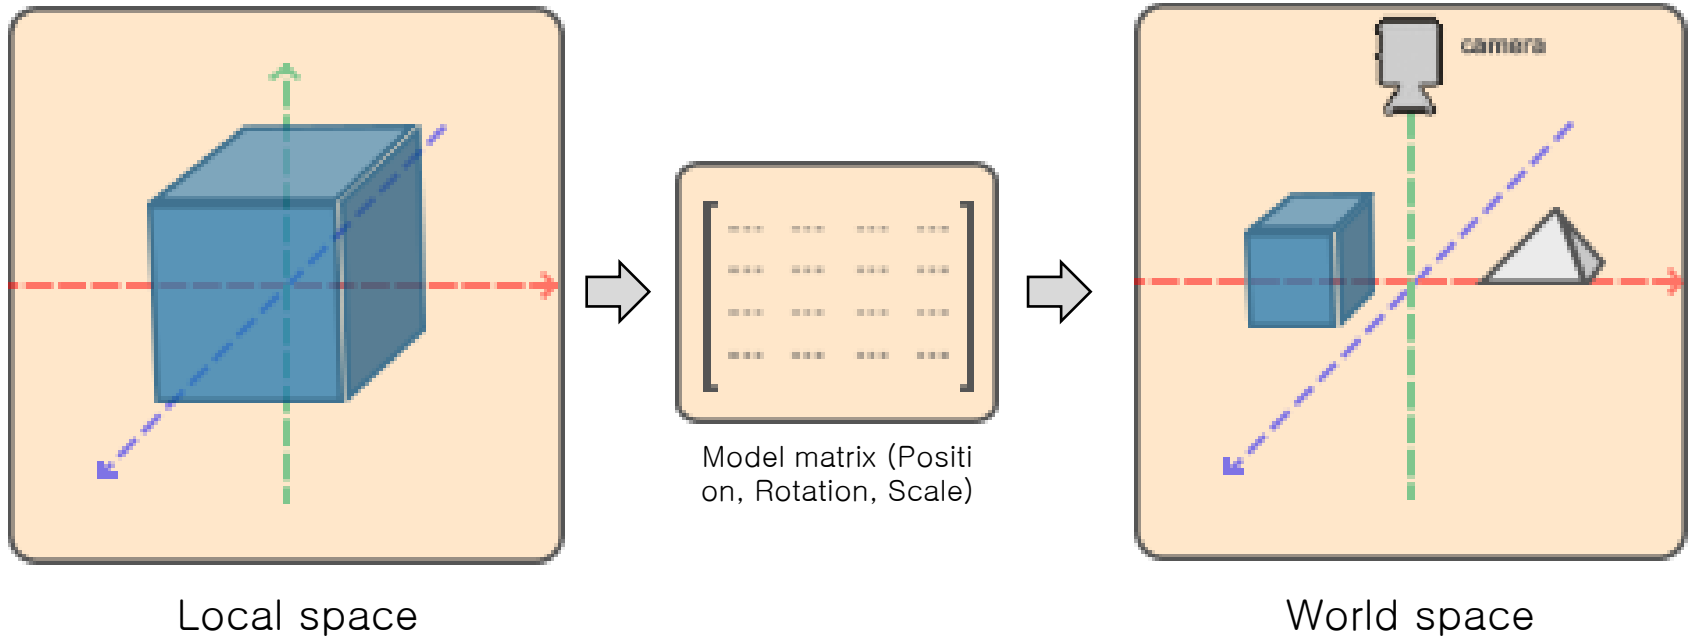 camera
Model matrix (Positi
on, Rotation, Scale)
Local space
World space